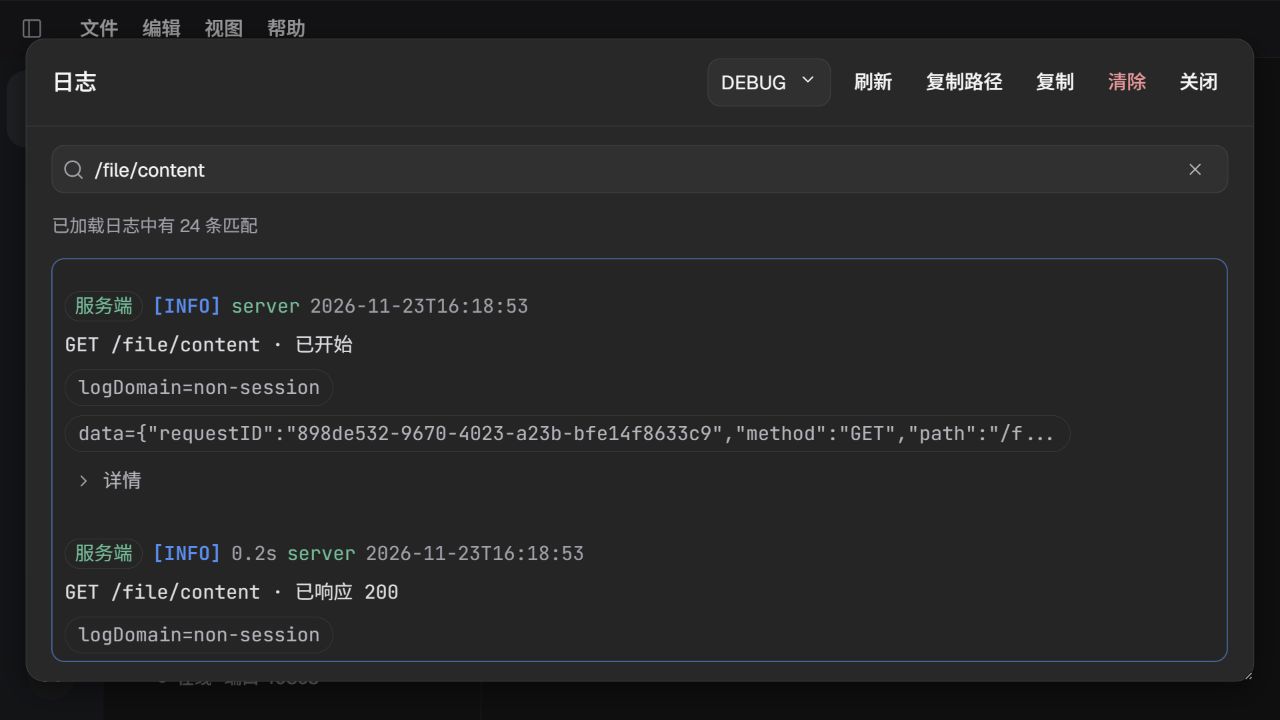 文件 编辑 视图 帮助
日志 DEBUG 刷新 复制路径 复制 清除 关闭
/file/content
已加载日志中有 24 条匹配
服务端 [INFO] server 2026-11-23T16:18:53
GET /file/content · 已开始
logDomain=non-session
data={"requestID":"898de532-9670-4023-a23b-bfe14f8633c9","method":"GET","path":"/f...
详情
服务端 [INFO] 0.2s server 2026-11-23T16:18:53
GET /file/content · 已响应 200
logDomain=non-session